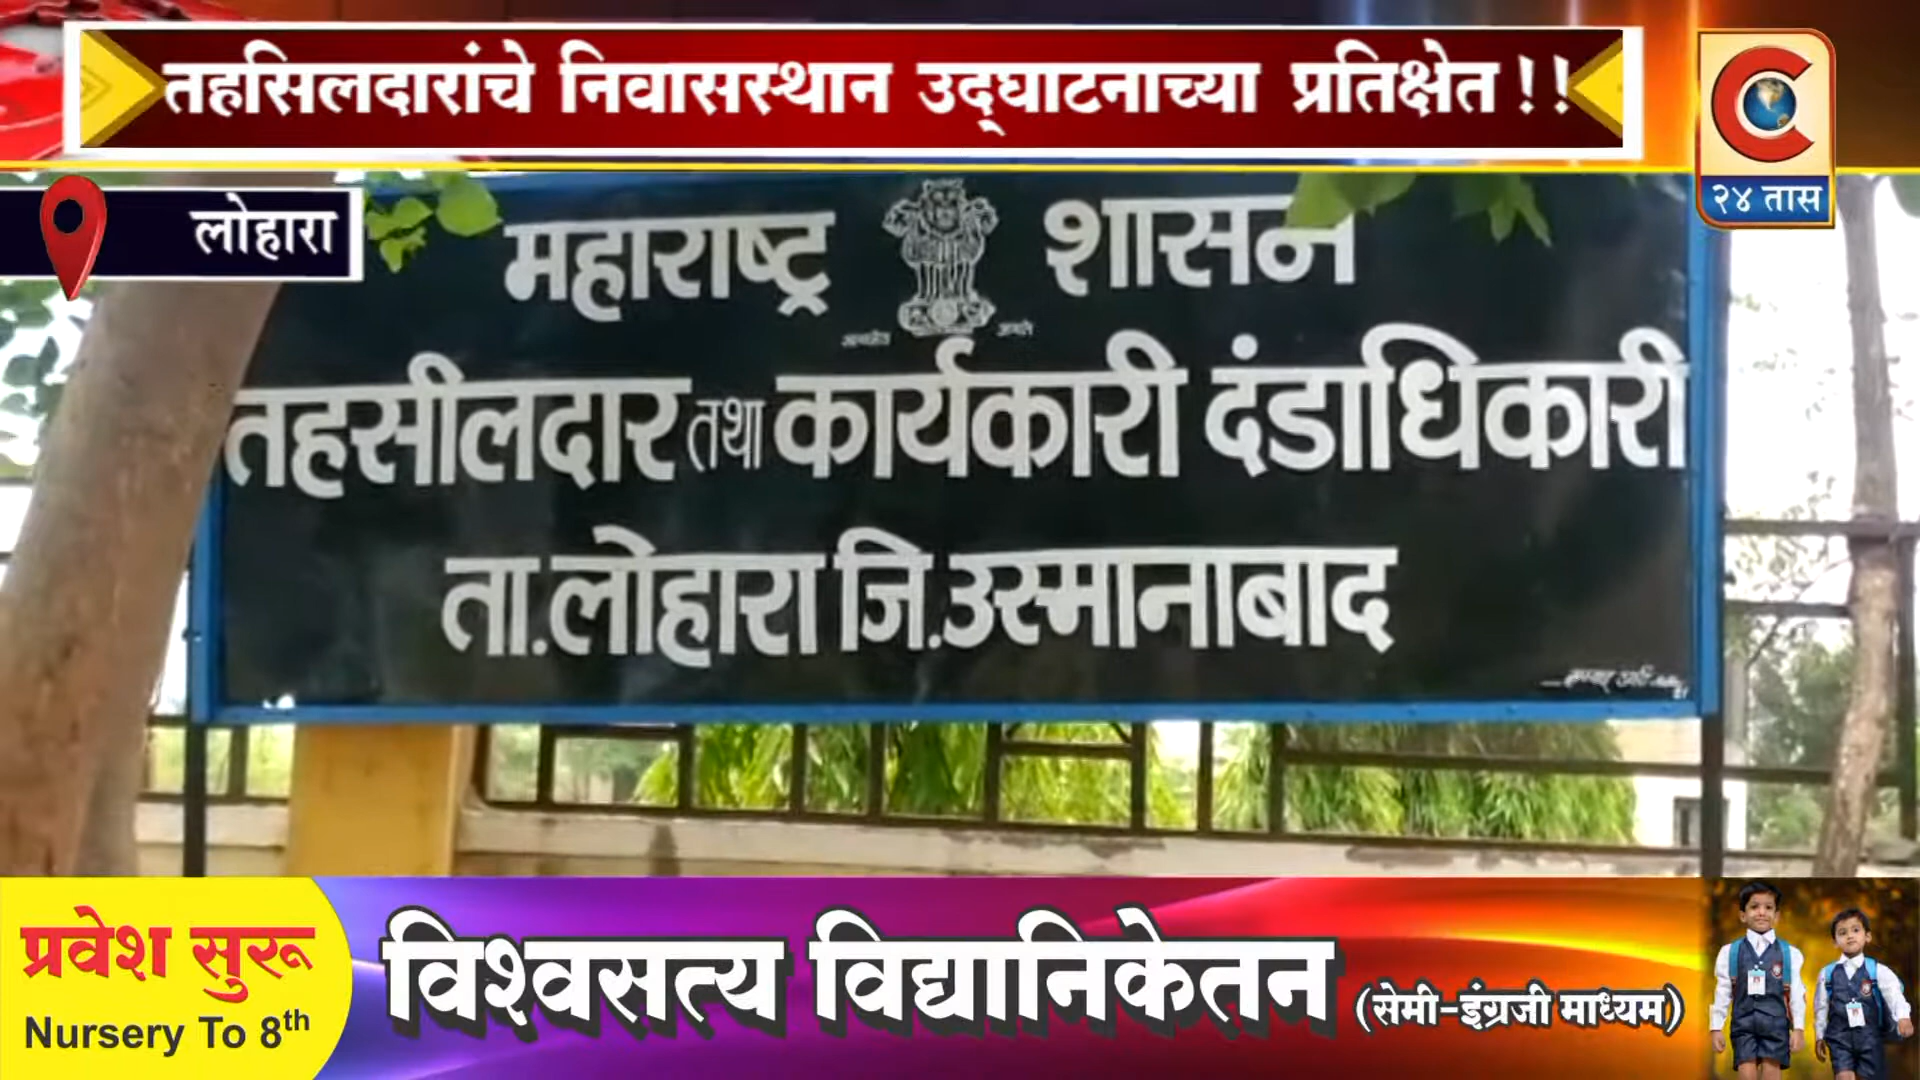 तहसिलदारांचे निवासस्थान उद्‌घाटनाच्या प्रतिक्षेत!!
२४ तास
लोहारा
महाराष्ट्र शासन
तहसीलदार तथा कार्यकारी दंडाधिकारी
ता.लोहारा जि.उस्मानाबाद
प्रवेश सुरू
Nursery To 8th
विश्वसत्य विद्यानिकेतन (सेमी-इंग्रजी माध्यम)